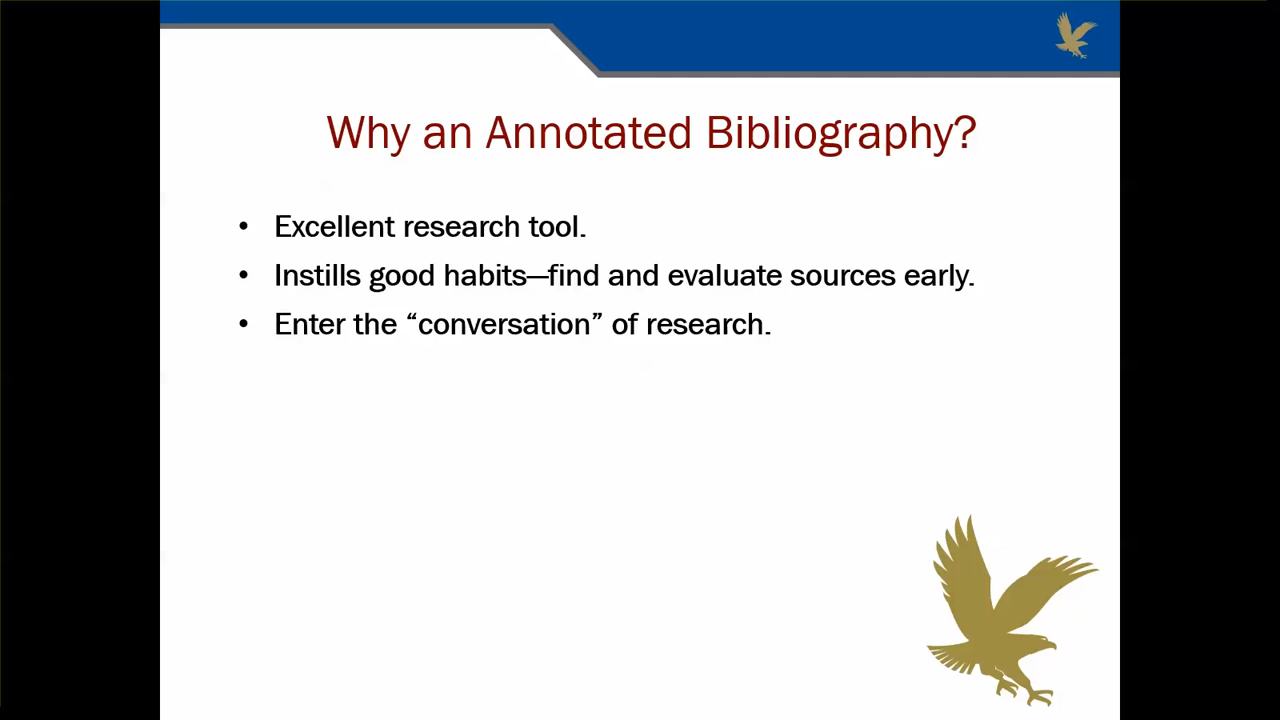 Why an Annotated Bibliography?
• Excellent research tool.
• Instills good habits—find and evaluate sources early.
• Enter the “conversation” of research.